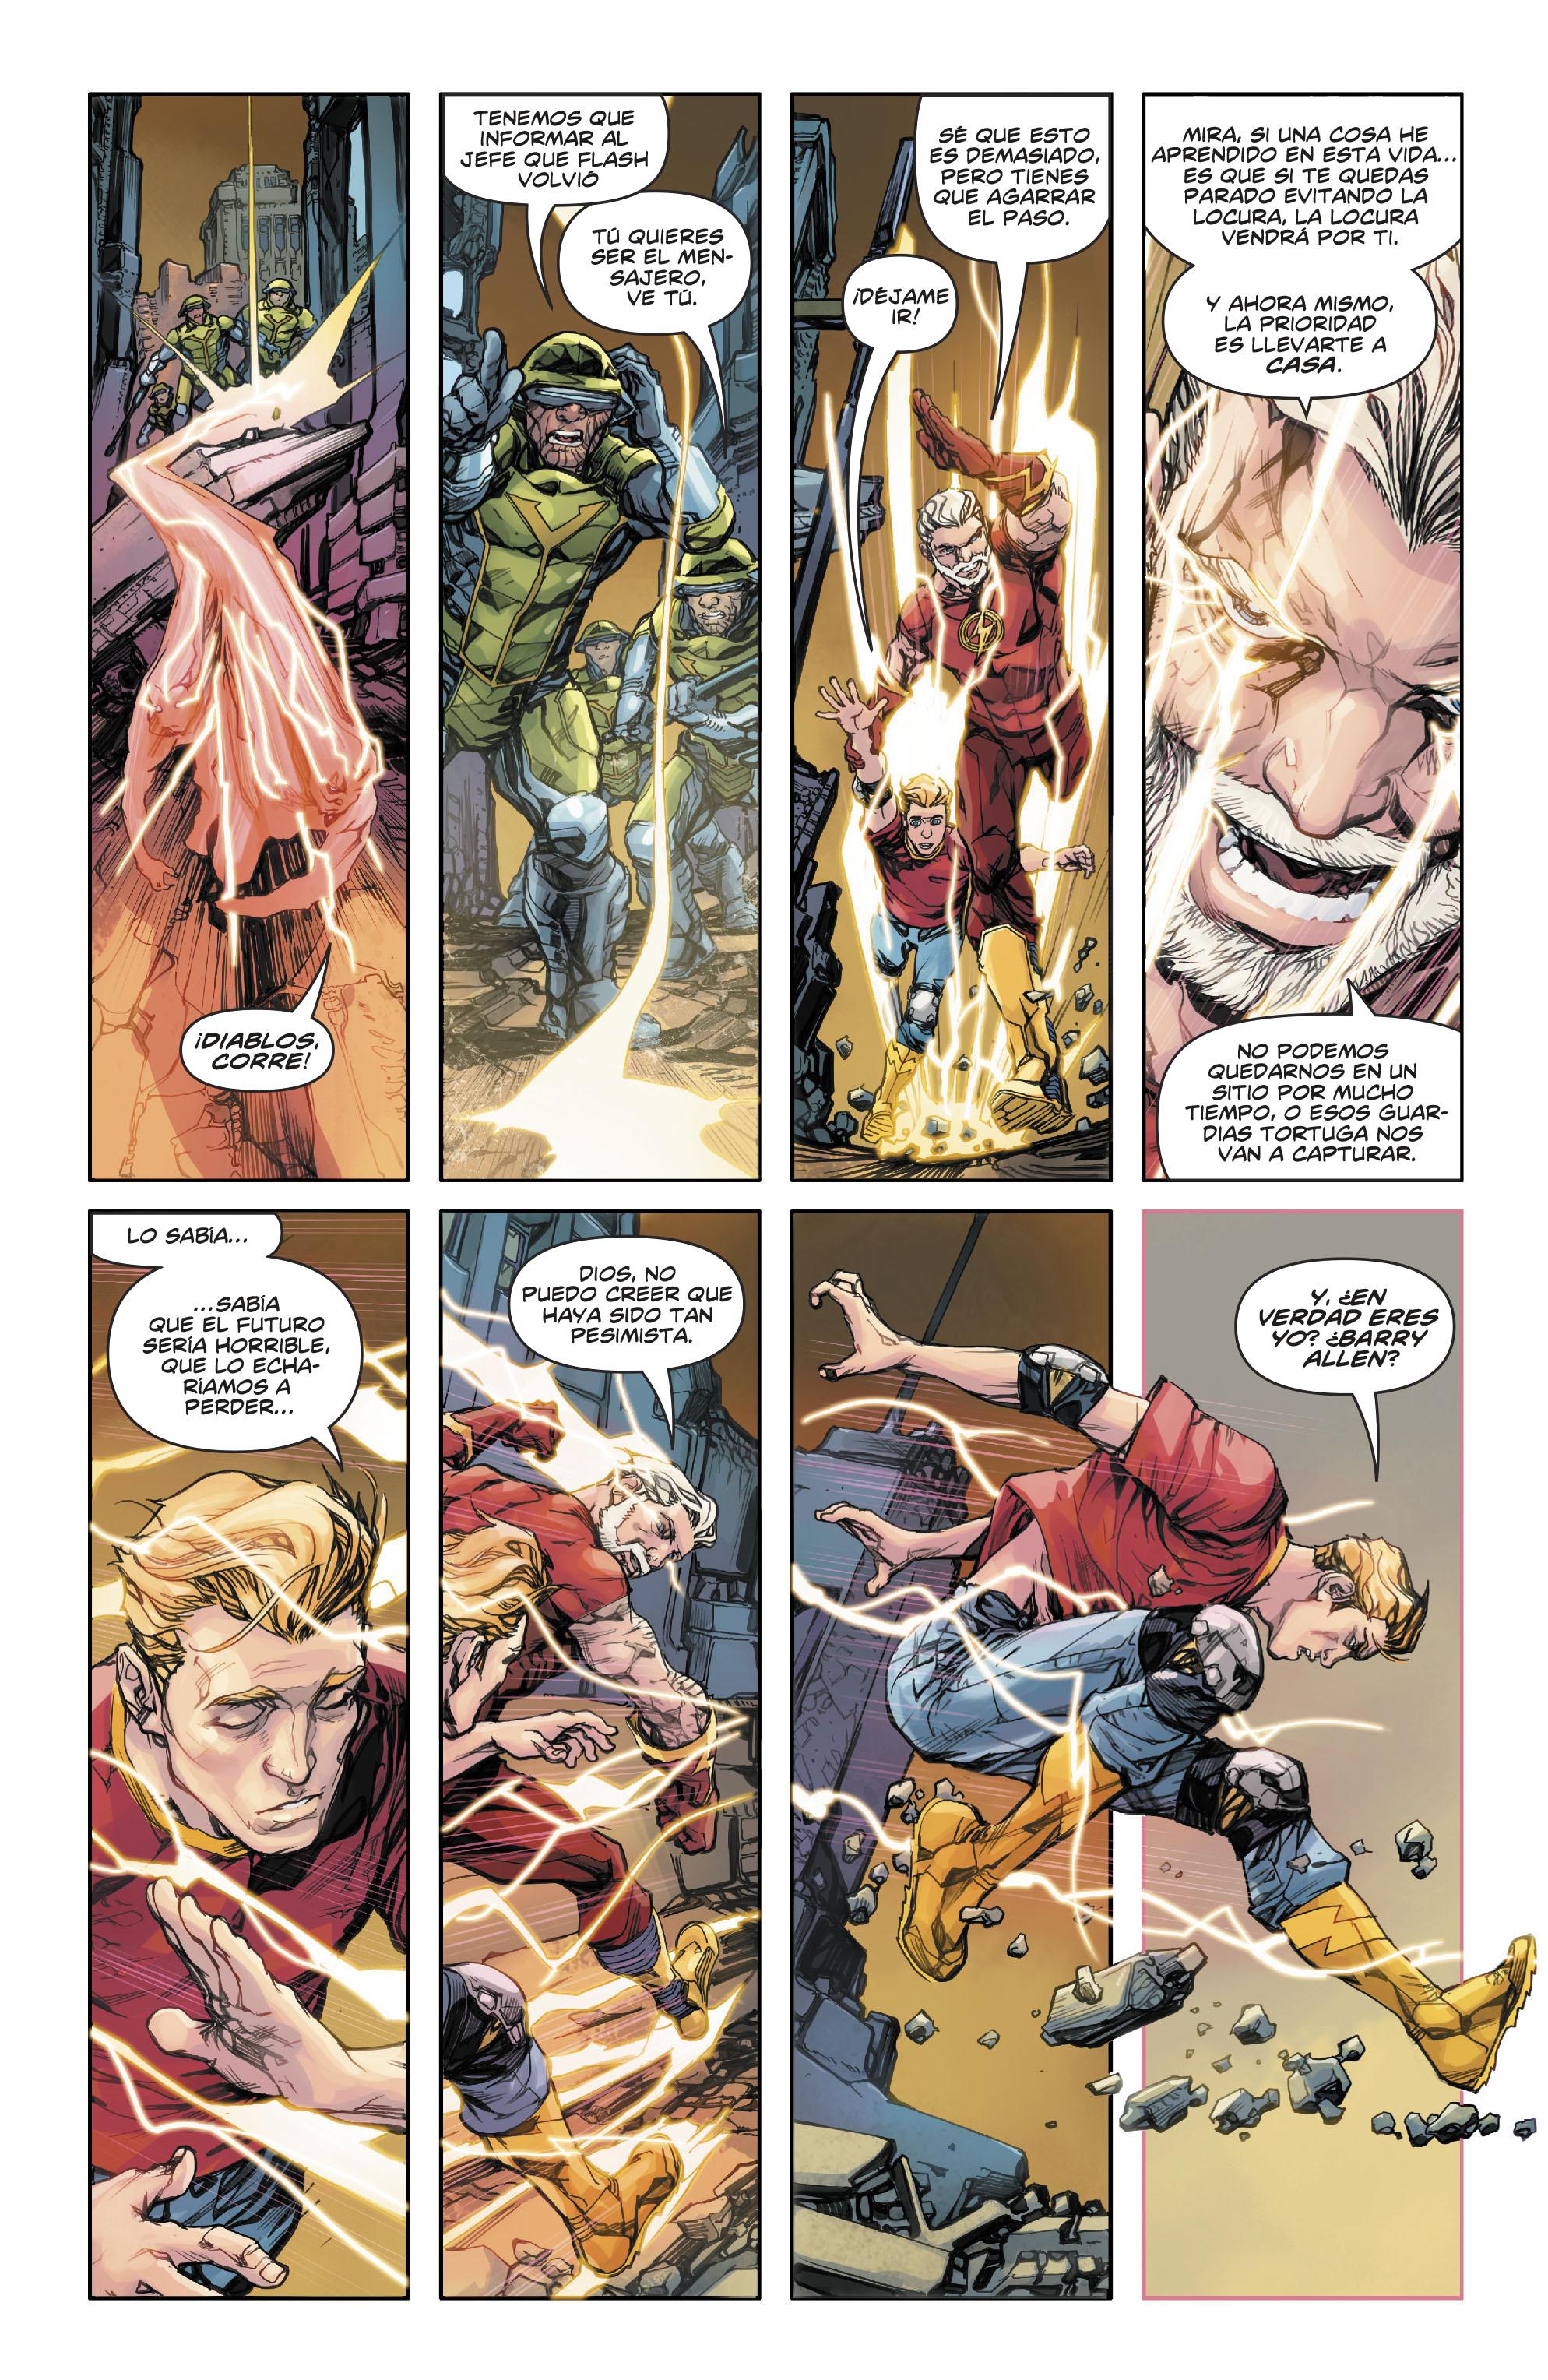 ¡DIABLOS,
CORRE!
TENEMOS QUE
INFORMAR AL
JEFE QUE FLASH
VOLVIÓ
TÚ QUIERES
SER EL MEN-
SAJERO,
VE TÚ.
SÉ QUE ESTO
ES DEMASIADO,
PERO TIENES
QUE AGARRAR
EL PASO.
¡DÉJAME
IR!
MIRA, SI UNA COSA HE
APRENDIDO EN ESTA VIDA...
ES QUE SI TE QUEDAS
PARADO EVITANDO LA
LOCURA, LA LOCURA
VENDRÁ POR TI.
Y AHORA MISMO,
LA PRIORIDAD
ES LLEVARTE A
CASA.
NO PODEMOS
QUEDARNOS EN UN
SITIO POR MUCHO
TIEMPO, O ESOS GUAR-
DIAS TORTUGA NOS
VAN A CAPTURAR.
LO SABÍA...
...SABÍA
QUE EL FUTURO
SERÍA HORRIBLE,
QUE LO ECHA-
RÍAMOS A
PERDER...
DIOS, NO
PUEDO CREER QUE
HAYA SIDO TAN
PESIMISTA.
Y, ¿EN
VERDAD ERES
YO? ¿BARRY
ALLEN?